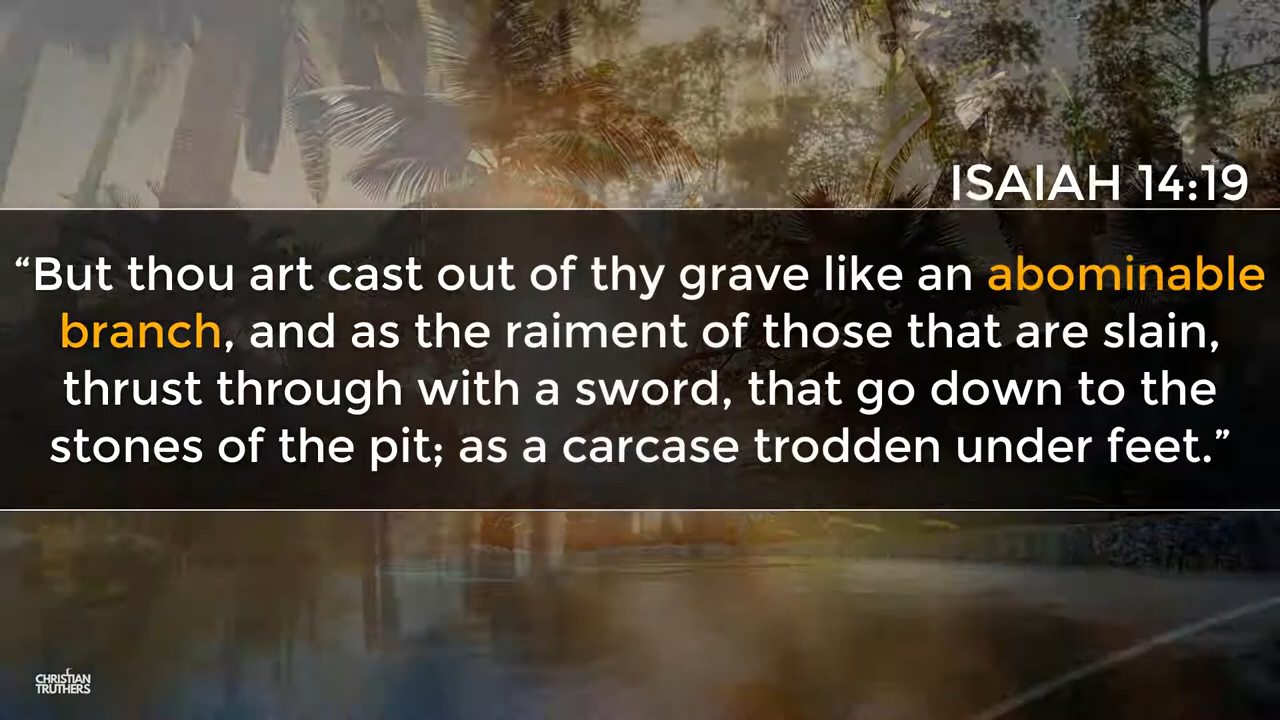 ISAIAH 14:19
“But thou art cast out of thy grave like an abominable
branch, and as the raiment of those that are slain,
thrust through with a sword, that go down to the
stones of the pit; as a carcase trodden under feet.”
CHRISTIAN
TRUTHERS